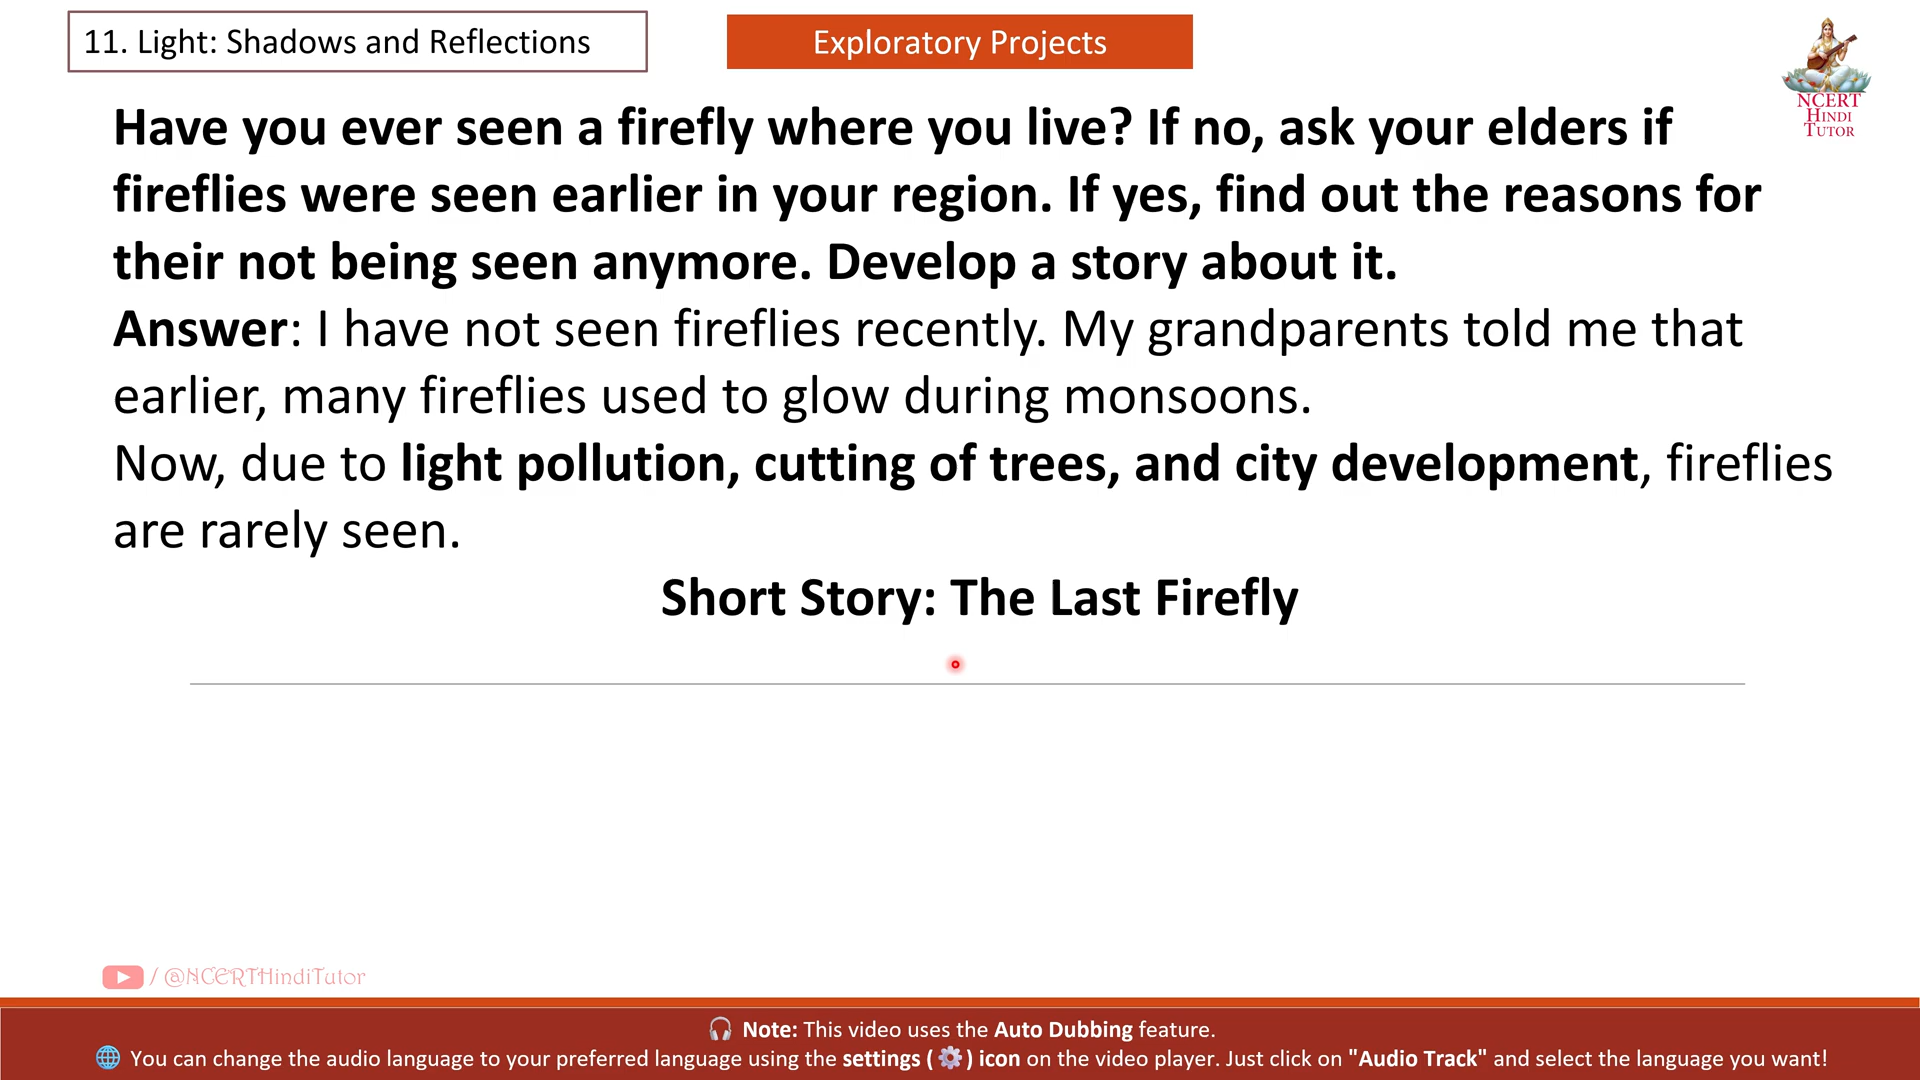 11. Light: Shadows and Reflections
Exploratory Projects
NCERT
HINDI
TUTOR
Have you ever seen a firefly where you live? If no, ask your elders if
fireflies were seen earlier in your region. If yes, find out the reasons for
their not being seen anymore. Develop a story about it.
Answer: I have not seen fireflies recently. My grandparents told me that
earlier, many fireflies used to glow during monsoons.
Now, due to light pollution, cutting of trees, and city development, fireflies
are rarely seen.
Short Story: The Last Firefly
/ @NCERTHindiTutor
Note: This video uses the Auto Dubbing feature.
You can change the audio language to your preferred language using the settings ( ) icon on the video player. Just click on "Audio Track" and select the language you want!